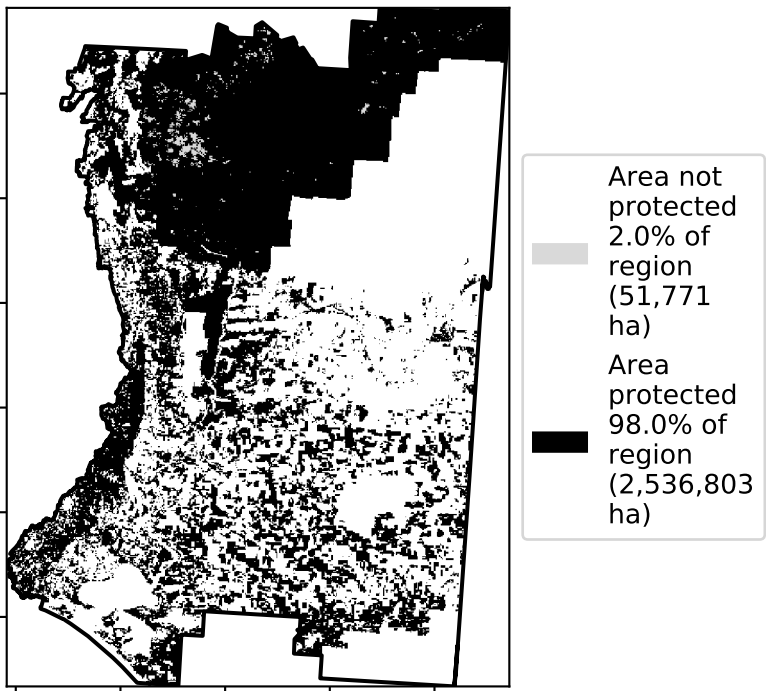 Area not
protected
2.0% of
region
(51,771
ha)
Area
protected
98.0% of
region
(2,536,803
ha)